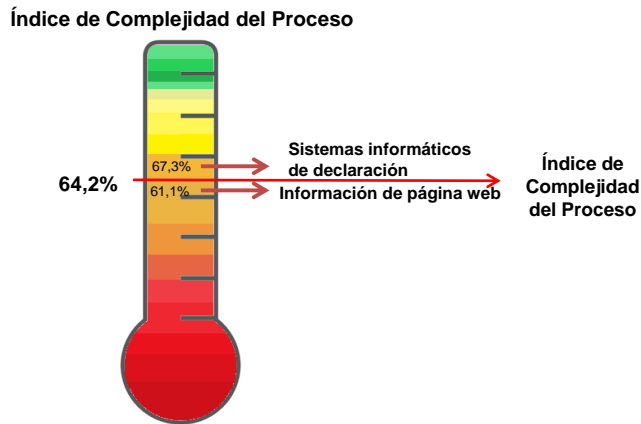 Índice de Complejidad del Proceso
67,3%
Sistemas informáticos
de declaración
64,2%
61,1%
Información de página web
Índice de
Complejidad
del Proceso